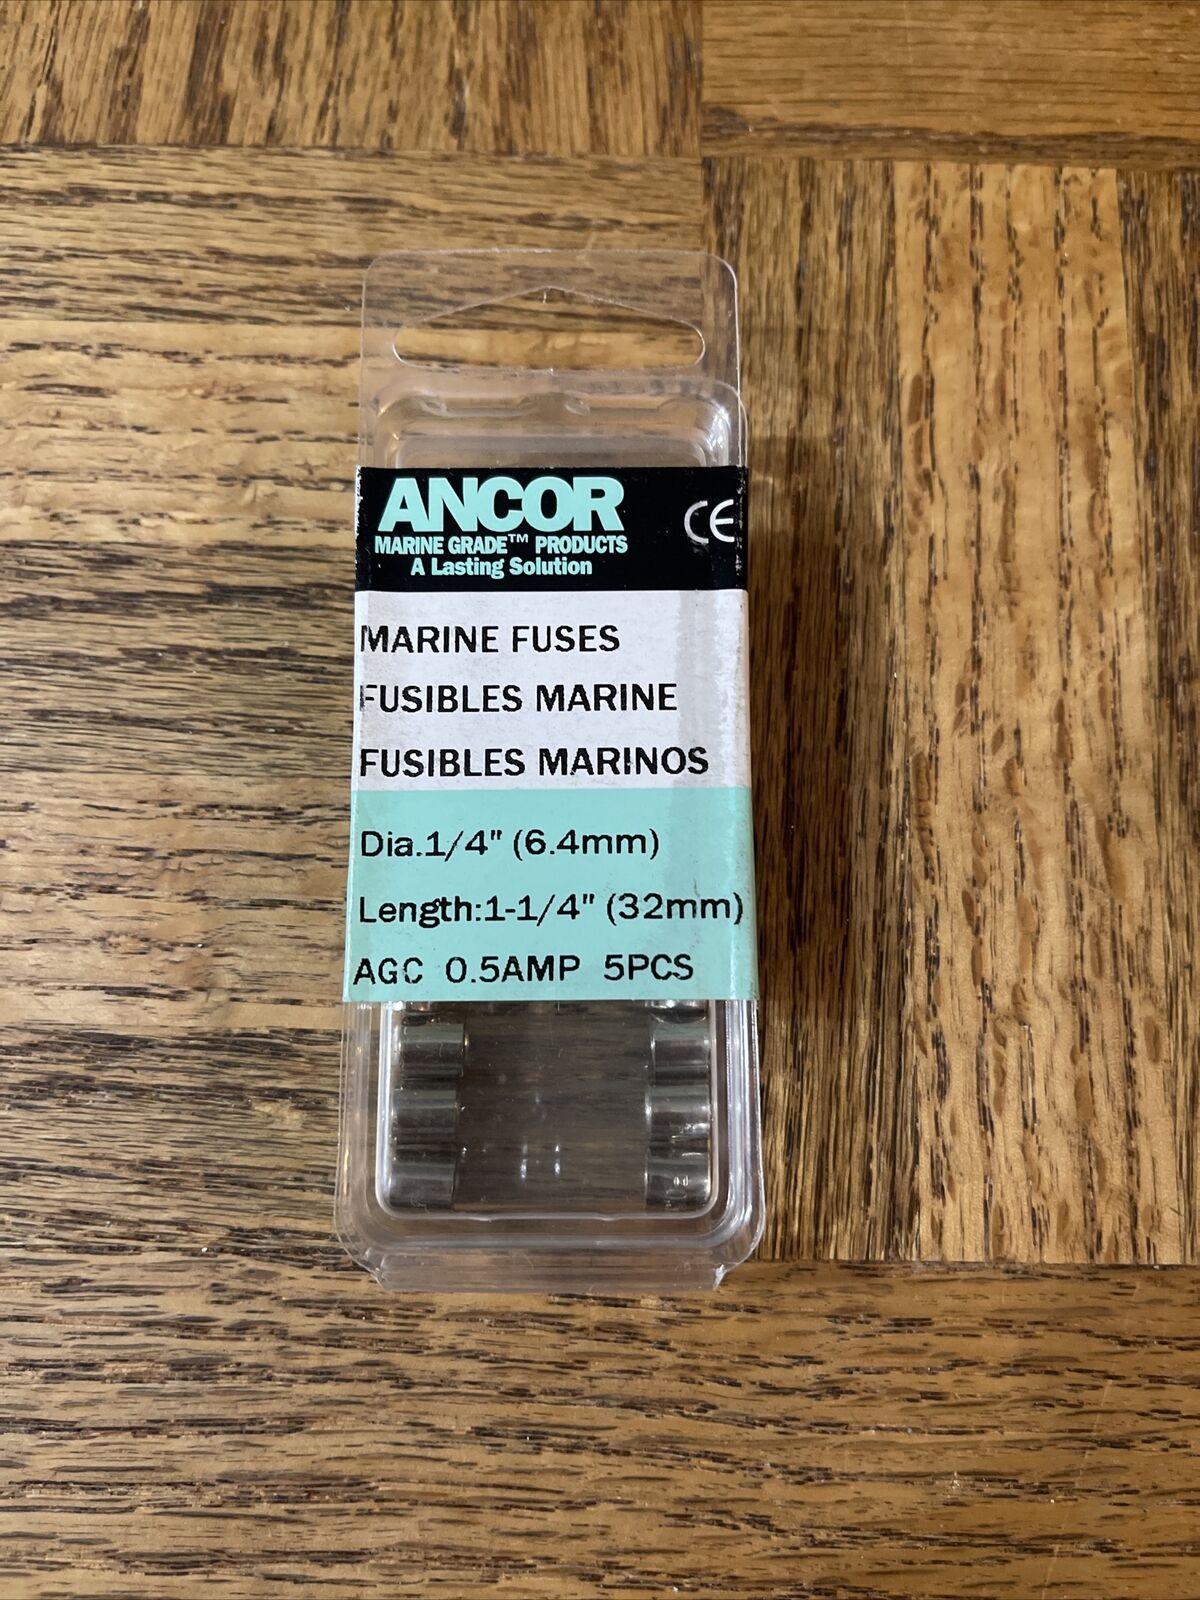 ANCOR
CE
MARINE GRADE™ PRODUCTS
A Lasting Solution
MARINE FUSES
FUSIBLES MARINE
FUSIBLES MARINOS
Dia.1/4" (6.4mm)
Length:1-1/4" (32mm)
AGC 0.5AMP 5PCS